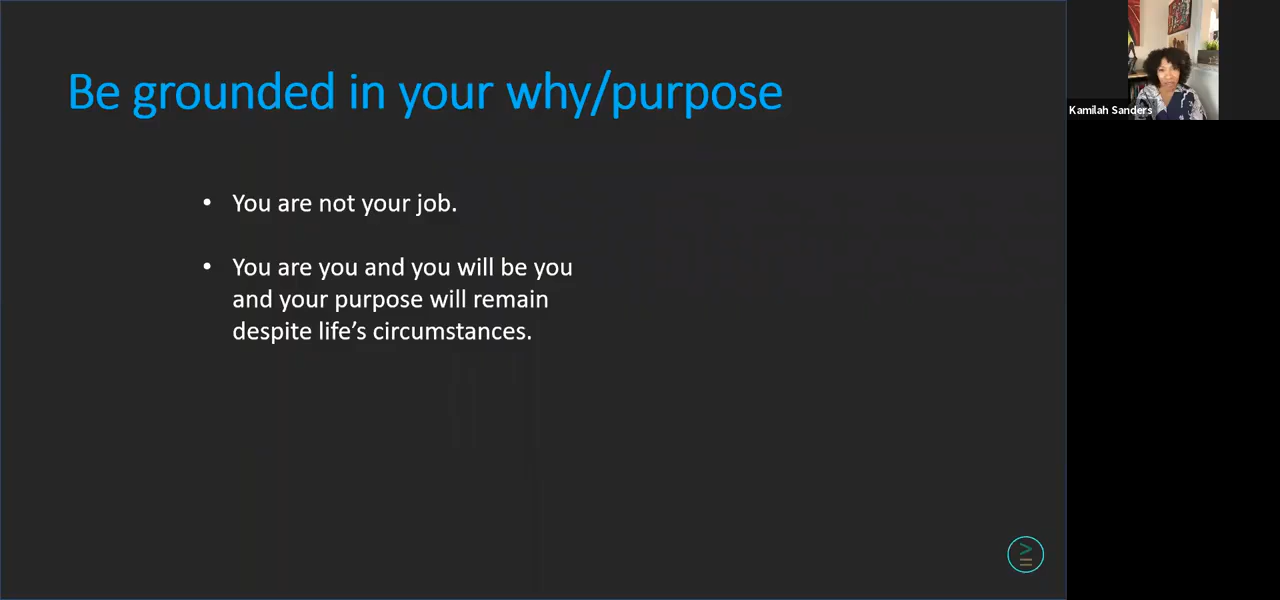 Be grounded in your why/purpose
• You are not your job.
• You are you and you will be you
and your purpose will remain
despite life’s circumstances.
Kamilah Sanders